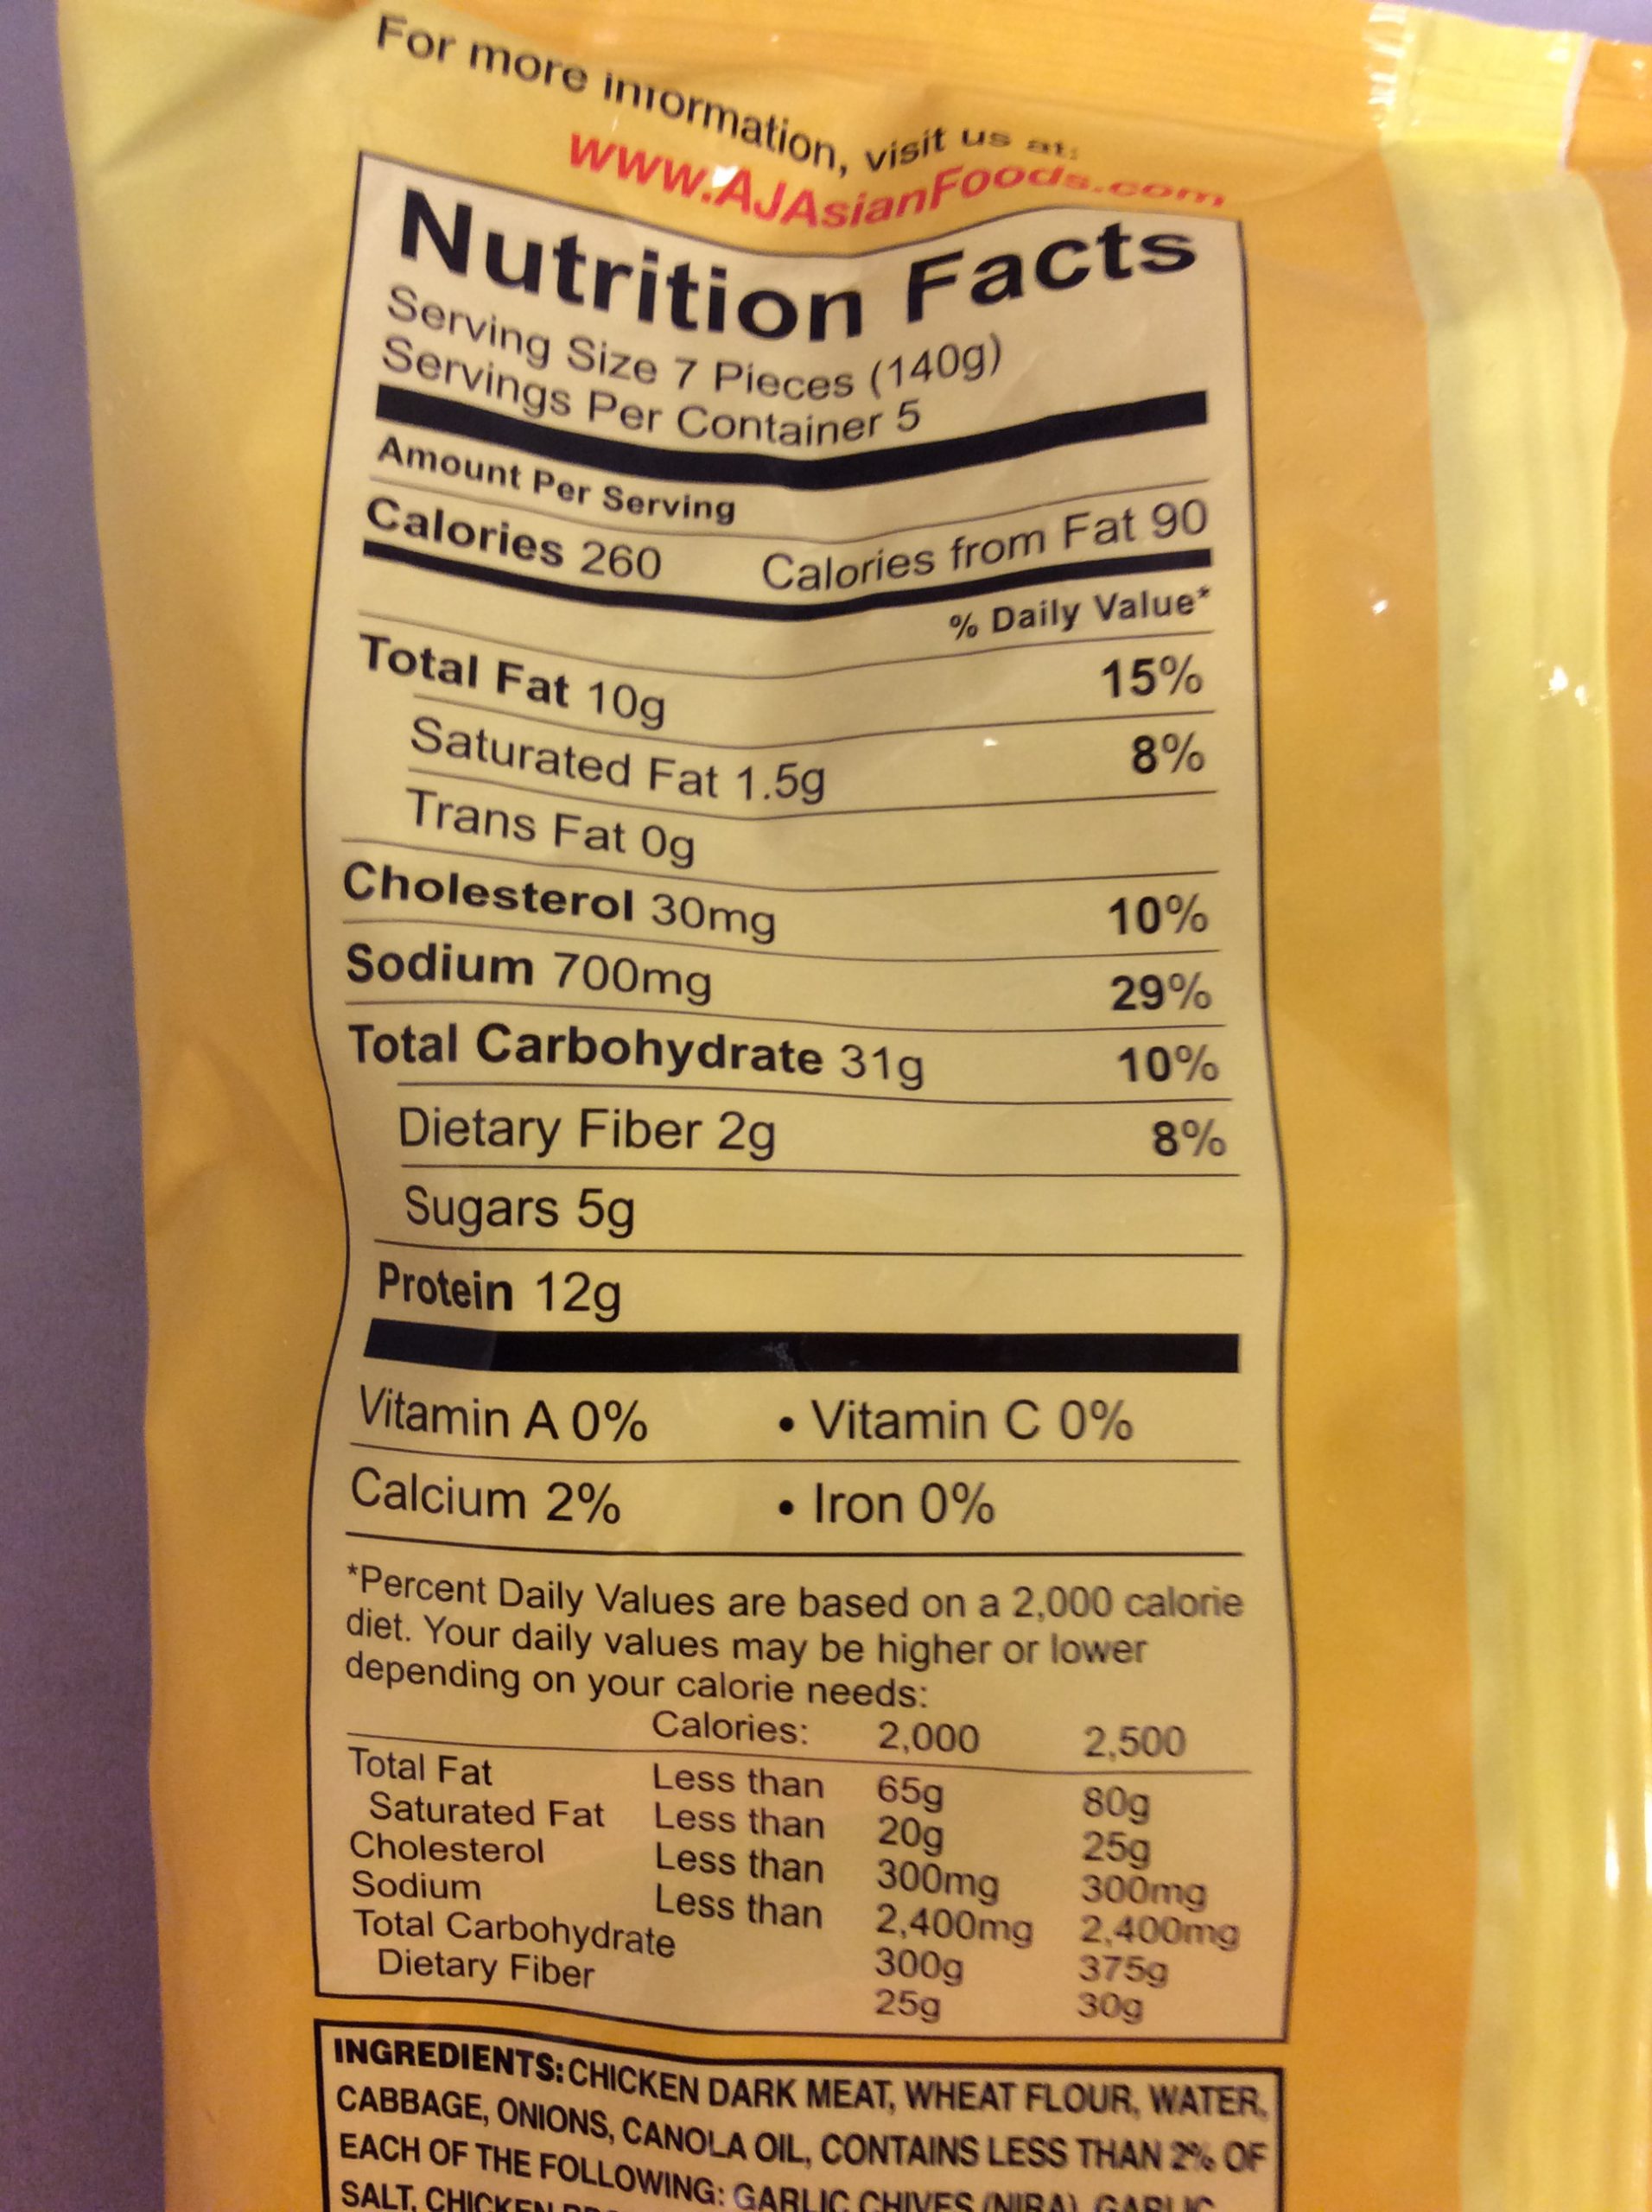 For more information, visit us at:
www.AJAsianFoods.com
Nutrition Facts
Serving Size 7 Pieces (140g)
Servings Per Container 5
Amount Per Serving
Calories 260 Calories from Fat 90
% Daily Value*
Total Fat 10g 15%
Saturated Fat 1.5g 8%
Trans Fat 0g
Cholesterol 30mg 10%
Sodium 700mg 29%
Total Carbohydrate 31g 10%
Dietary Fiber 2g 8%
Sugars 5g
Protein 12g
Vitamin A 0% • Vitamin C 0%
Calcium 2% • Iron 0%
*Percent Daily Values are based on a 2,000 calorie
diet. Your daily values may be higher or lower
depending on your calorie needs:
Calories: 2,000 2,500
Total Fat Less than 65g 80g
Saturated Fat Less than 20g 25g
Cholesterol Less than 300mg 300mg
Sodium Less than 2,400mg 2,400mg
Total Carbohydrate 300g 375g
Dietary Fiber 25g 30g
INGREDIENTS: CHICKEN DARK MEAT, WHEAT FLOUR, WATER,
CABBAGE, ONIONS, CANOLA OIL, CONTAINS LESS THAN 2% OF
EACH OF THE FOLLOWING: GARLIC CHIVES (NIRA), GARLIC
SALT, CHICKEN